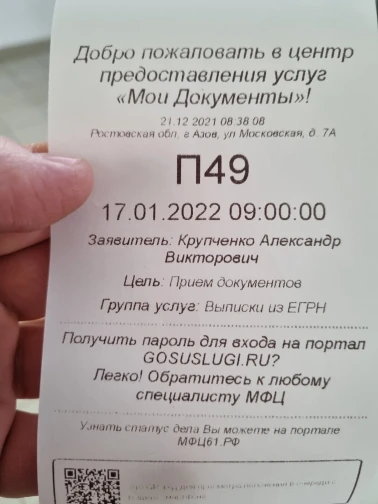 Добро пожаловать в центр
предоставления услуг
«Мои Документы»!
21.12.2021 08:38:08
Ростовская обл, г Азов, ул Московская, д. 7А
П49
17.01.2022 09:00:00
Заявитель: Крупченко Александр
Викторович
Цель: Прием документов
Группа услуг: Выписки из ЕГРН
Получить пароль для входа на портал
GOSUSLUGI.RU?
Легко! Обратитесь к любому
специалисту МФЦ
Узнать статус дела Вы можете на портале
МФЦ61.РФ